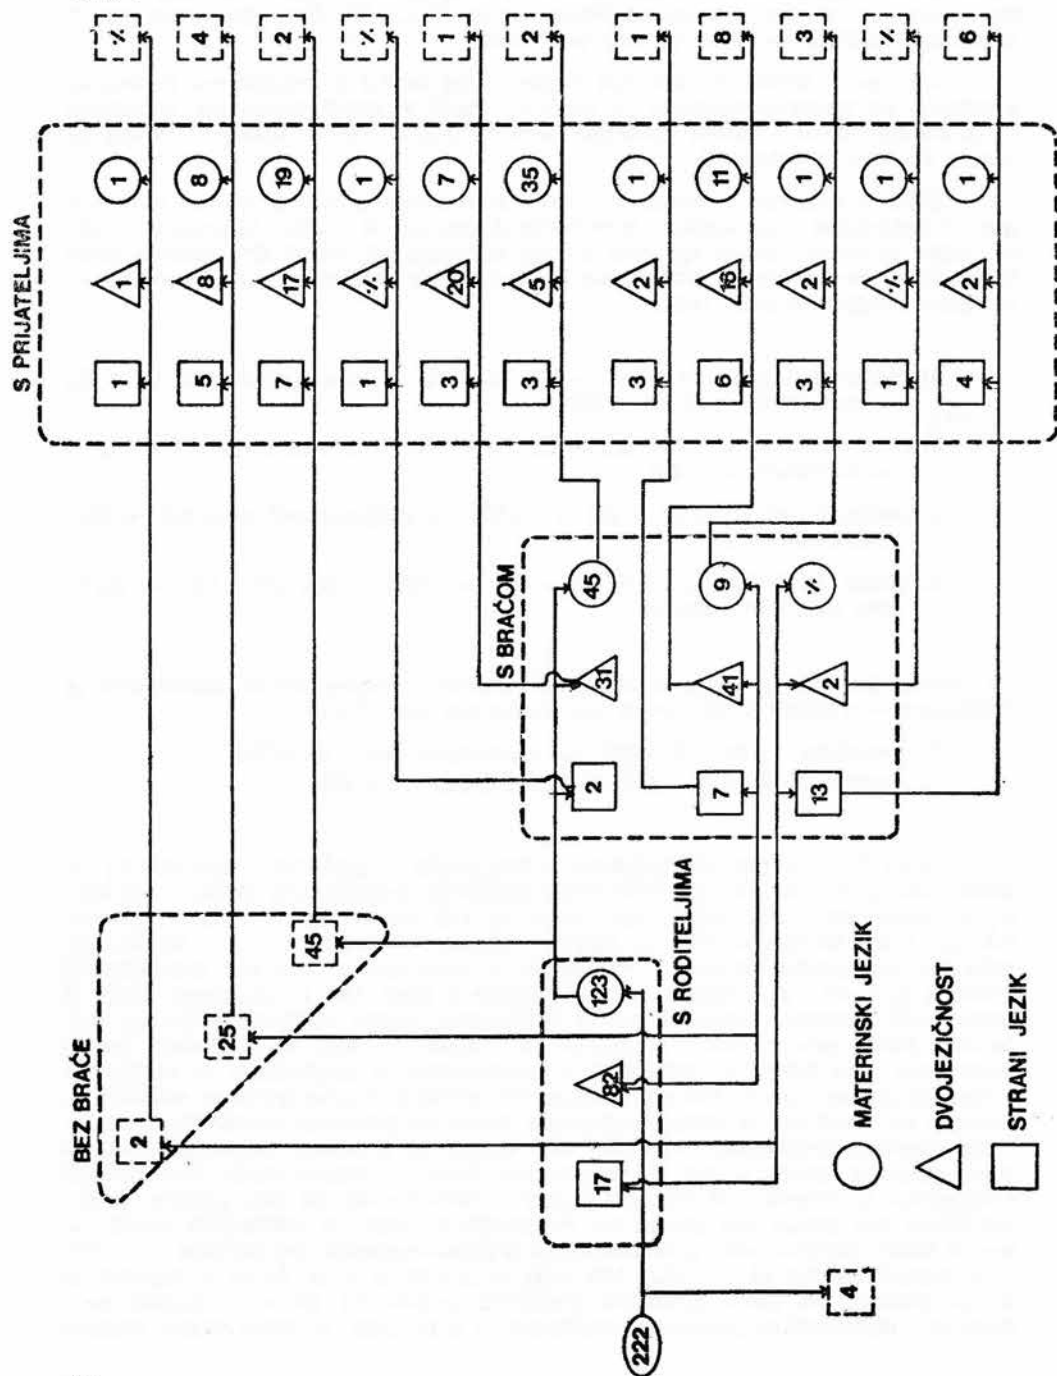 S PRIJATELJIMA
BEZ BRAĆE
2 1 1 1 ⁒
25 5 8 8 4
45 7 17 19 2
1 ⁒ 1 ⁒
3 20 7 1
S BRAĆOM
3 5 35 2
17 82 123 2 31 45
222 3 2 1 1
S RODITELJIMA
7 41 9 6 16 11 8
13 2 ⁒ 3 2 1 3
4
MATERINSKI JEZIK
1 ⁒ 1 ⁒
DVOJEZIČNOST
4 2 1 6
STRANI JEZIK